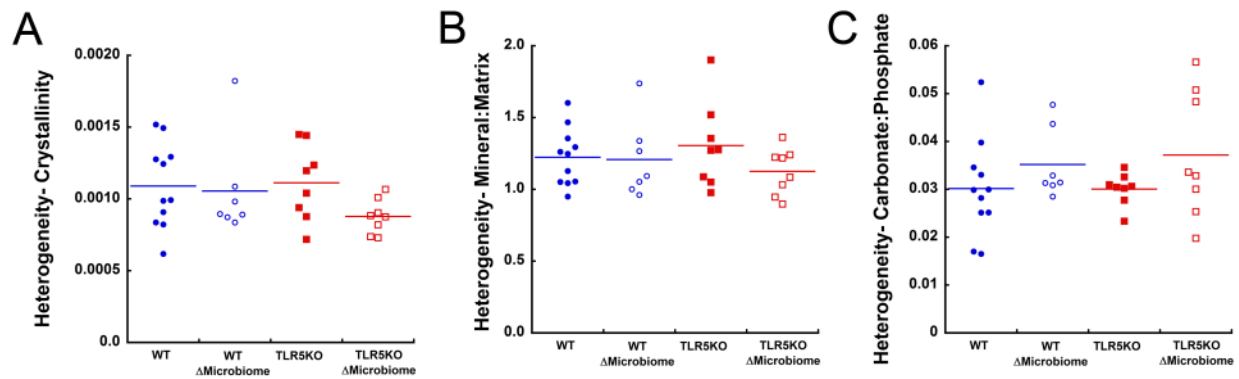 A
Heterogeneity- Crystallinity
0.0020
0.0015
0.0010
0.0005
0.0
WT
WT
ΔMicrobiome
TLR5KO
TLR5KO
ΔMicrobiome
B
Heterogeneity- Mineral:Matrix
2.0
1.5
1.0
0.5
0.0
WT
WT
ΔMicrobiome
TLR5KO
TLR5KO
ΔMicrobiome
C
Heterogeneity- Carbonate:Phosphate
0.06
0.05
0.04
0.03
0.02
0.01
0
WT
WT
ΔMicrobiome
TLR5KO
TLR5KO
ΔMicrobiome